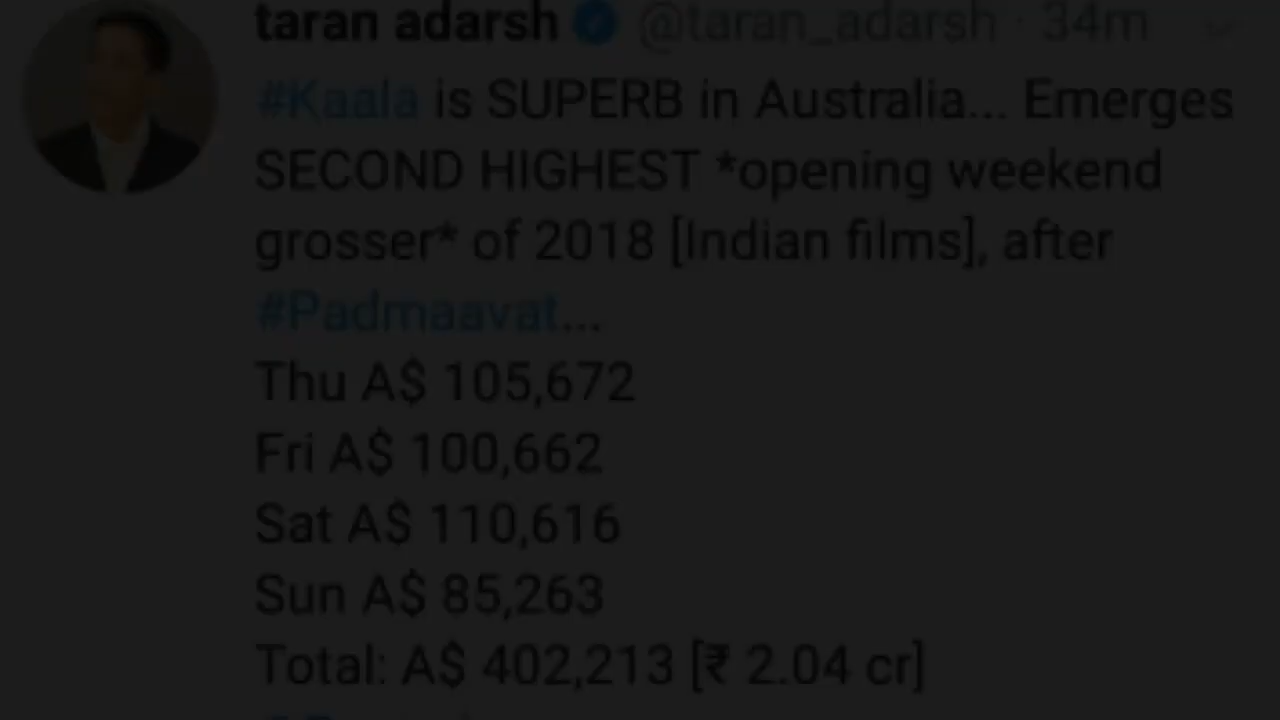 taran adarsh @taran_adarsh · 34m
#Kaala is SUPERB in Australia... Emerges
SECOND HIGHEST *opening weekend
grosser* of 2018 [Indian films], after
#Padmaavat...
Thu A$ 105,672
Fri A$ 100,662
Sat A$ 110,616
Sun A$ 85,263
Total: A$ 402,213 [₹ 2.04 cr]